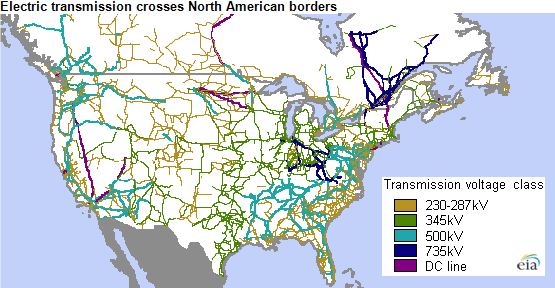 Electric transmission crosses North American borders
Transmission voltage class
230-287kV
345kV
500kV
735kV
DC line
eia